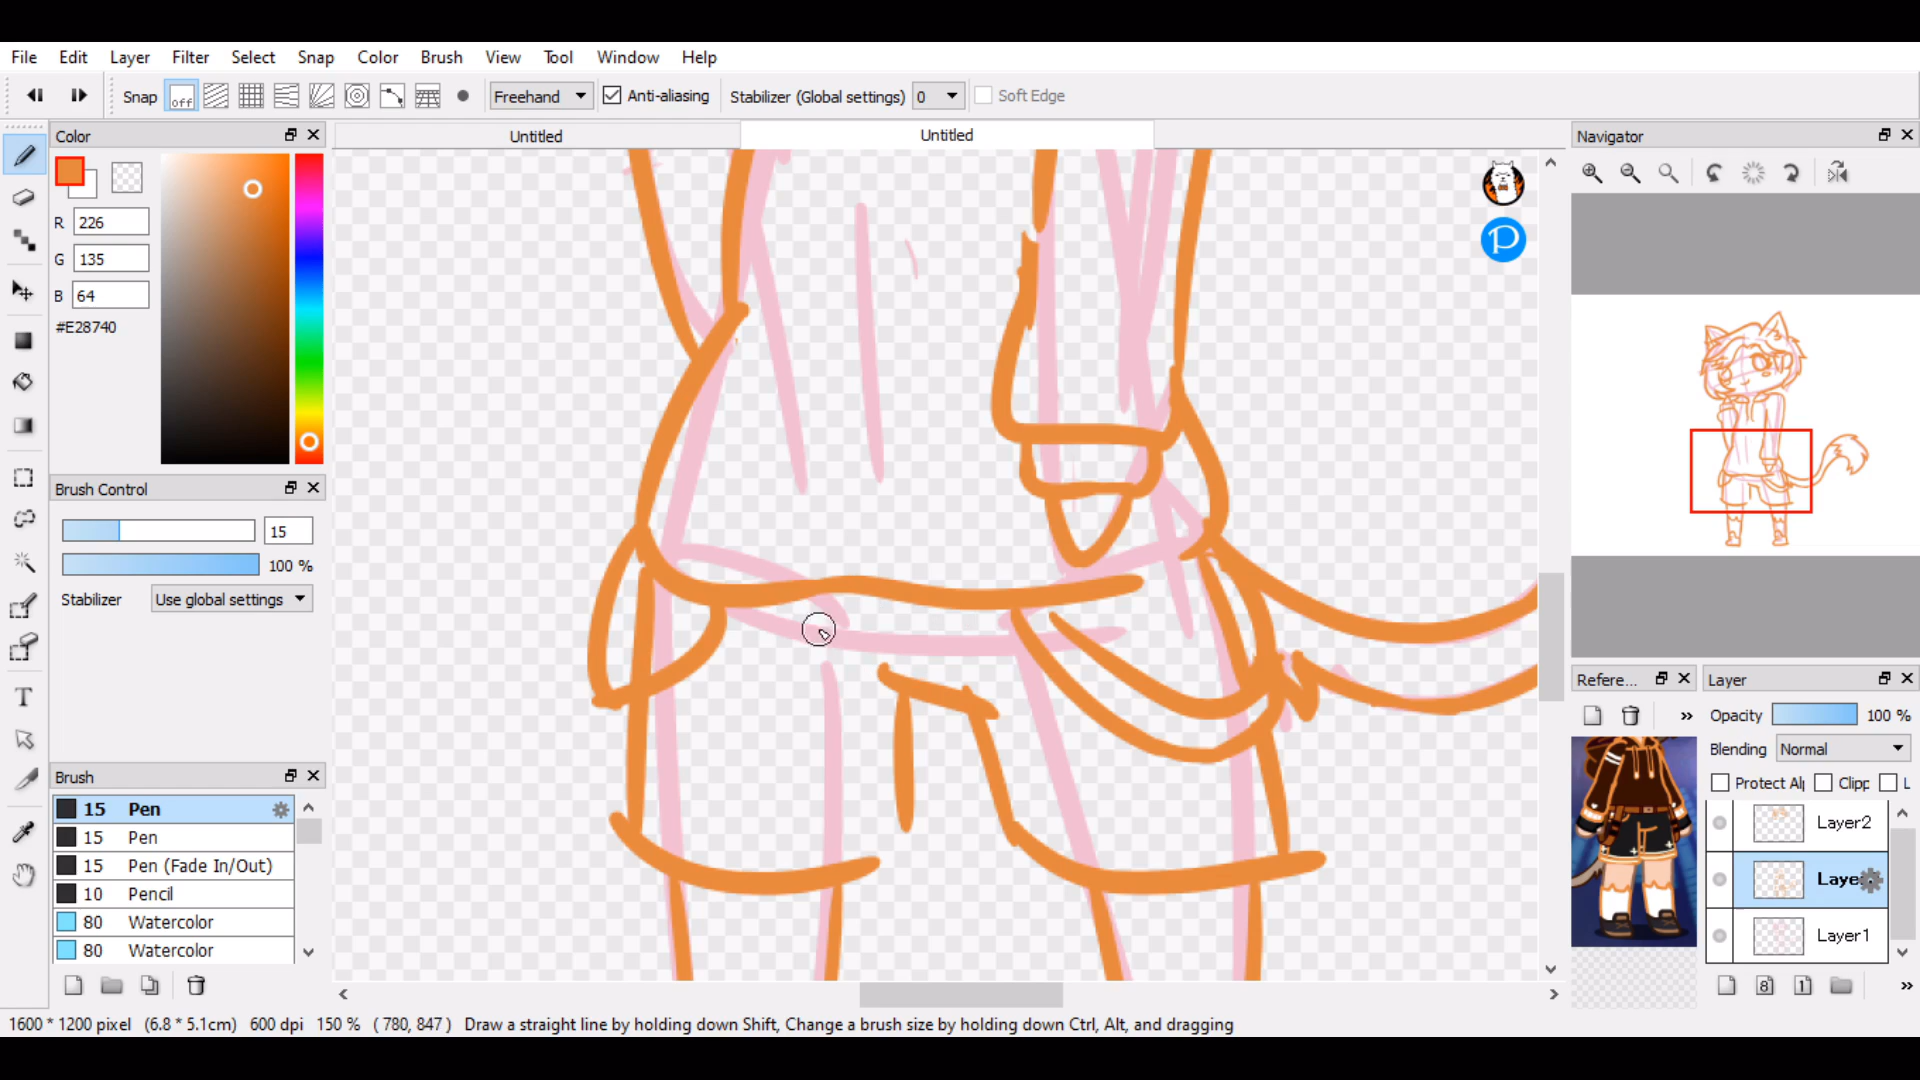 File Edit Layer Filter Select Snap Color Brush View Tool Window Help
Snap off Freehand Anti-aliasing Stabilizer (Global settings) 0 Soft Edge
Color
Untitled
Untitled
Navigator
R 226
G 135
B 64
#E28740
Brush Control
15
100 %
Stabilizer Use global settings
Brush
15 Pen
15 Pen
15 Pen (Fade In/Out)
10 Pencil
80 Watercolor
80 Watercolor
T
P
Refere...
Layer
Opacity 100 %
Blending Normal
Protect Al Clipp L
Layer2
Laye
Layer1
8 1
1600 * 1200 pixel (6.8 * 5.1cm) 600 dpi 150 % ( 780, 847 ) Draw a straight line by holding down Shift, Change a brush size by holding down Ctrl, Alt, and dragging